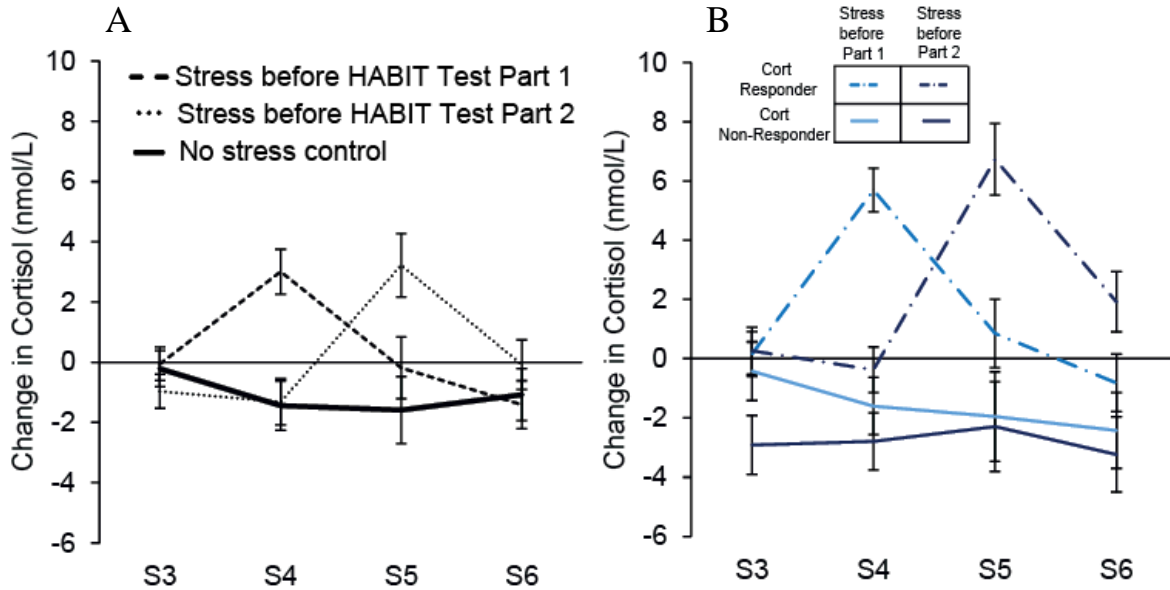 A
Change in Cortisol (nmol/L)
10
8
6
4
2
0
-2
-4
-6
Stress before HABIT Test Part 1
Stress before HABIT Test Part 2
No stress control
S3 S4 S5 S6
B
Change in Cortisol (nmol/L)
10
8
6
4
2
0
-2
-4
-6
Stress
before
Part 1
Stress
before
Part 2
Cort
Responder
Cort
Non-Responder
S3 S4 S5 S6